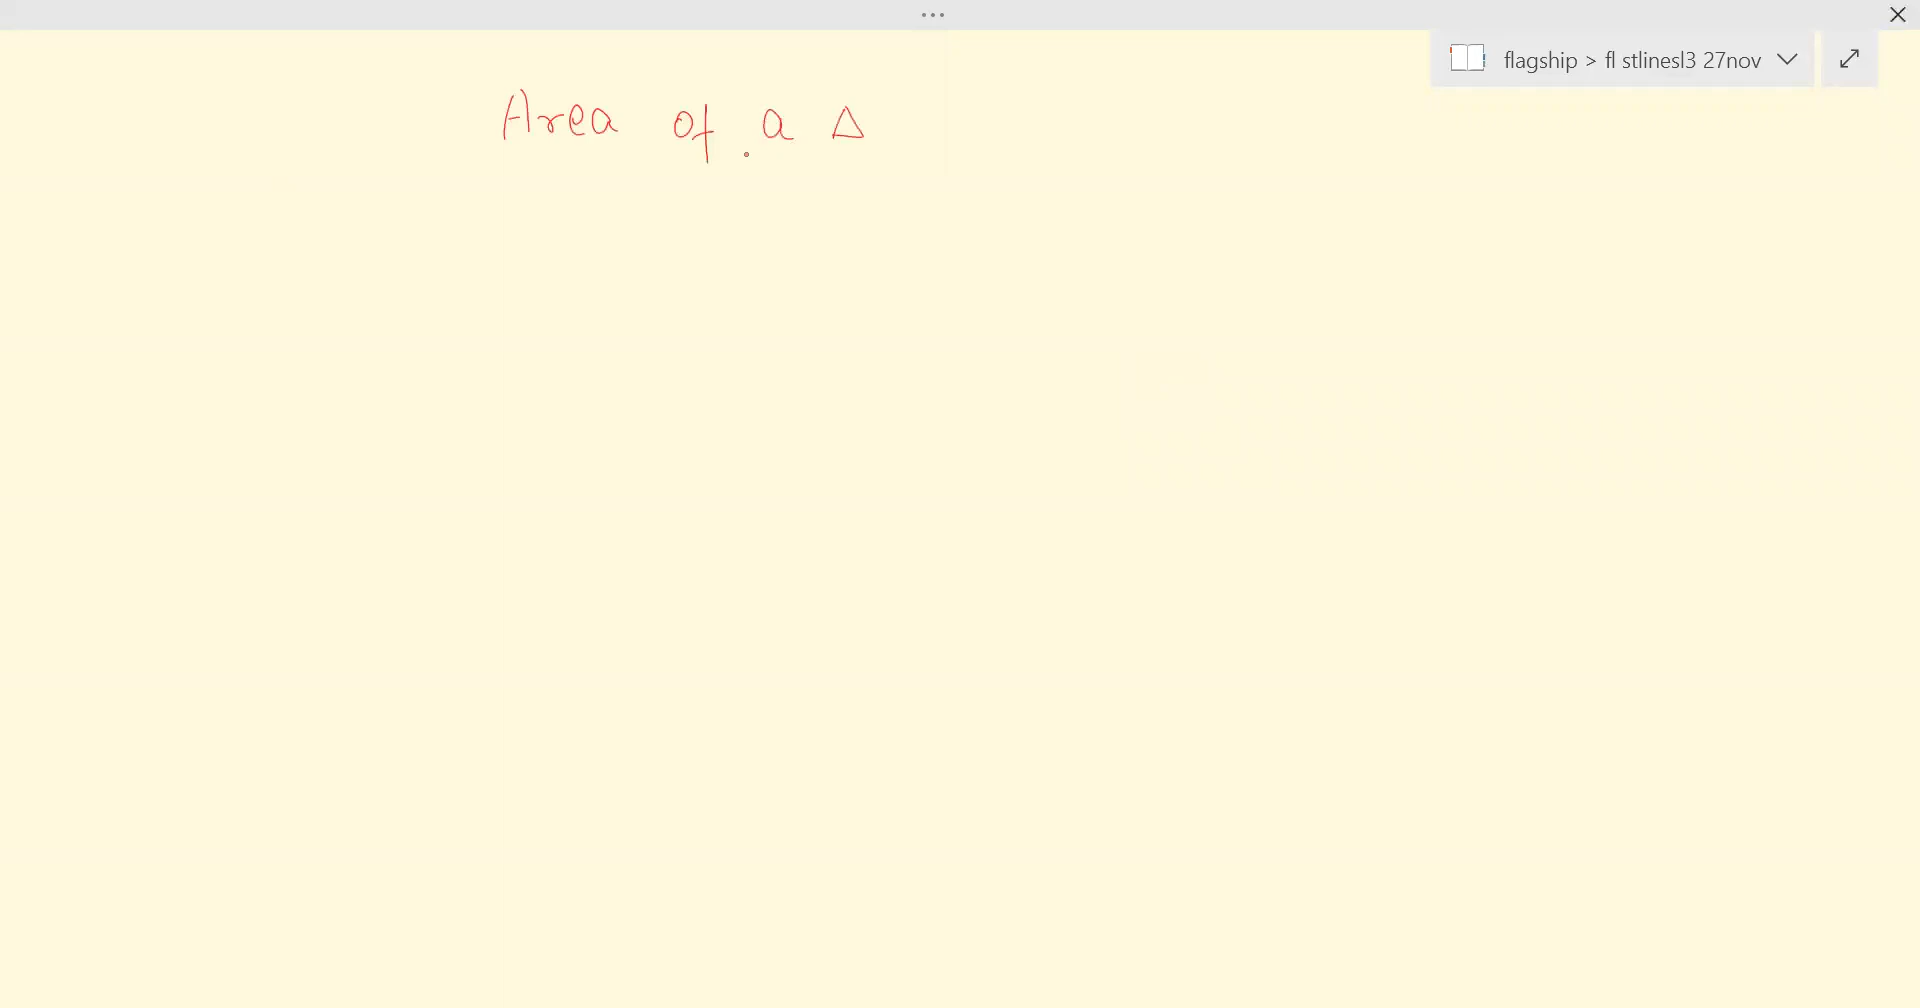 flagship > fl stlinesl3 27nov
Area of a Δ